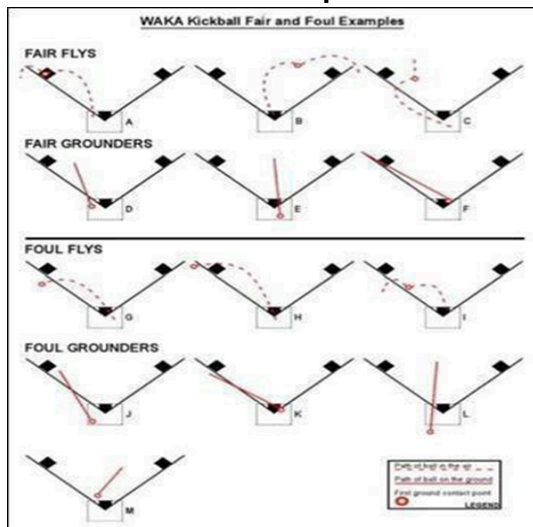 WAKA Kickball Fair and Foul Examples
FAIR FLYS
A
B
C
FAIR GROUNDERS
D
E
F
FOUL FLYS
G
H
I
FOUL GROUNDERS
J
K
L
M
Path of ball in the air
Path of ball on the ground
First ground contact point
LEGEND